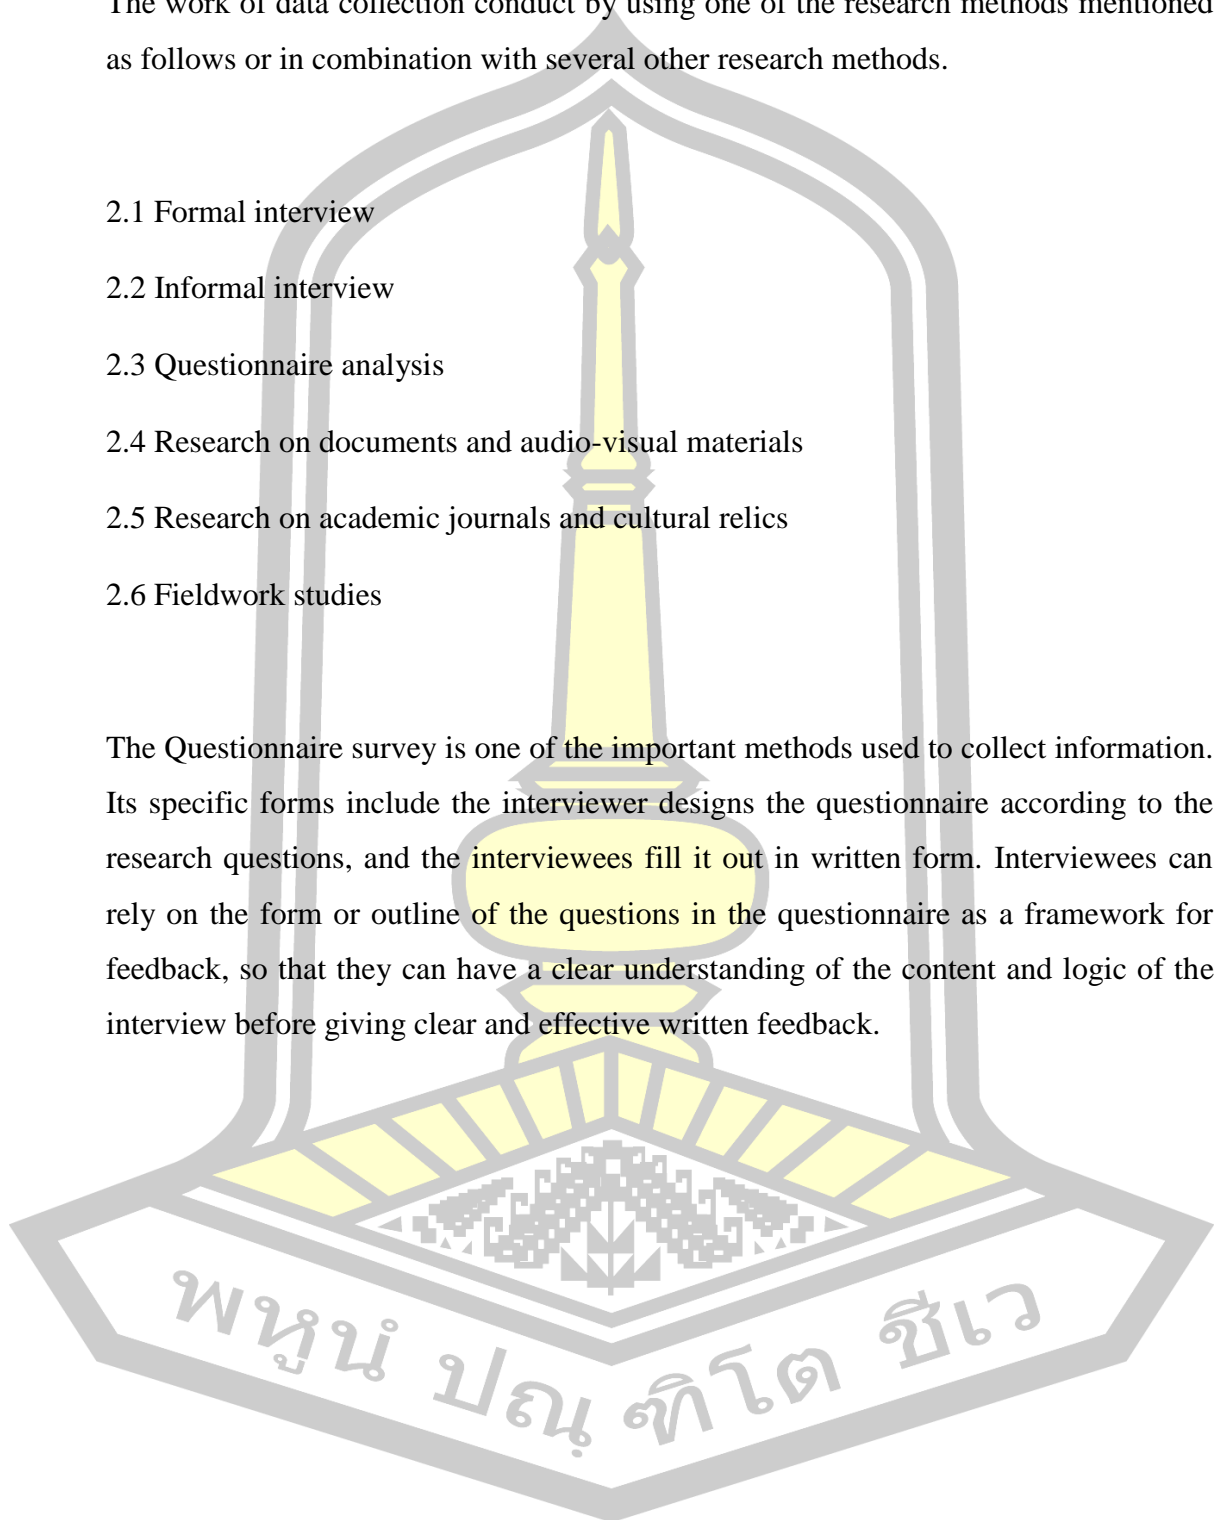 The work of data collection conduct by using one of the research methods mentioned
as follows or in combination with several other research methods.
2.1 Formal interview
2.2 Informal interview
2.3 Questionnaire analysis
2.4 Research on documents and audio-visual materials
2.5 Research on academic journals and cultural relics
2.6 Fieldwork studies
The Questionnaire survey is one of the important methods used to collect information.
Its specific forms include the interviewer designs the questionnaire according to the
research questions, and the interviewees fill it out in written form. Interviewees can
rely on the form or outline of the questions in the questionnaire as a framework for
feedback, so that they can have a clear understanding of the content and logic of the
interview before giving clear and effective written feedback.
พหูนํ ปณฺ ฑิโต ชีเว